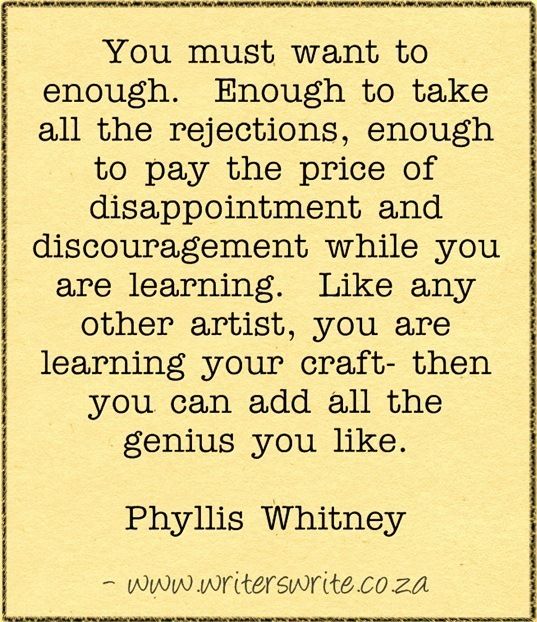 You must want to
enough.  Enough to take
all the rejections, enough
to pay the price of
disappointment and
discouragement while you
are learning.  Like any
other artist, you are
learning your craft- then
you can add all the
genius you like.
Phyllis Whitney
- www.writerswrite.co.za